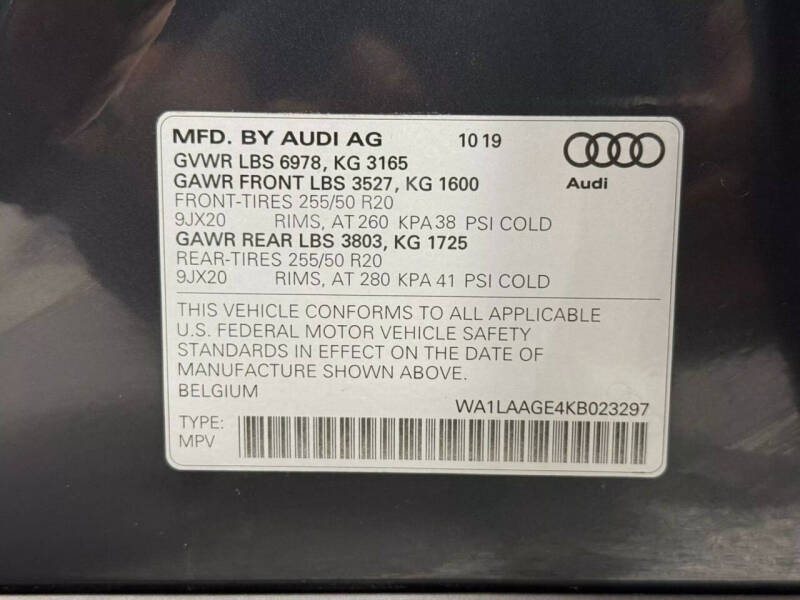 MFD. BY AUDI AG 10 19
Audi
GVWR LBS 6978, KG 3165
GAWR FRONT LBS 3527, KG 1600
FRONT-TIRES 255/50 R20
9JX20 RIMS, AT 260 KPA 38 PSI COLD
GAWR REAR LBS 3803, KG 1725
REAR-TIRES 255/50 R20
9JX20 RIMS, AT 280 KPA 41 PSI COLD
THIS VEHICLE CONFORMS TO ALL APPLICABLE
U.S. FEDERAL MOTOR VEHICLE SAFETY
STANDARDS IN EFFECT ON THE DATE OF
MANUFACTURE SHOWN ABOVE.
BELGIUM
WA1LAAGE4KB023297
TYPE:
MPV